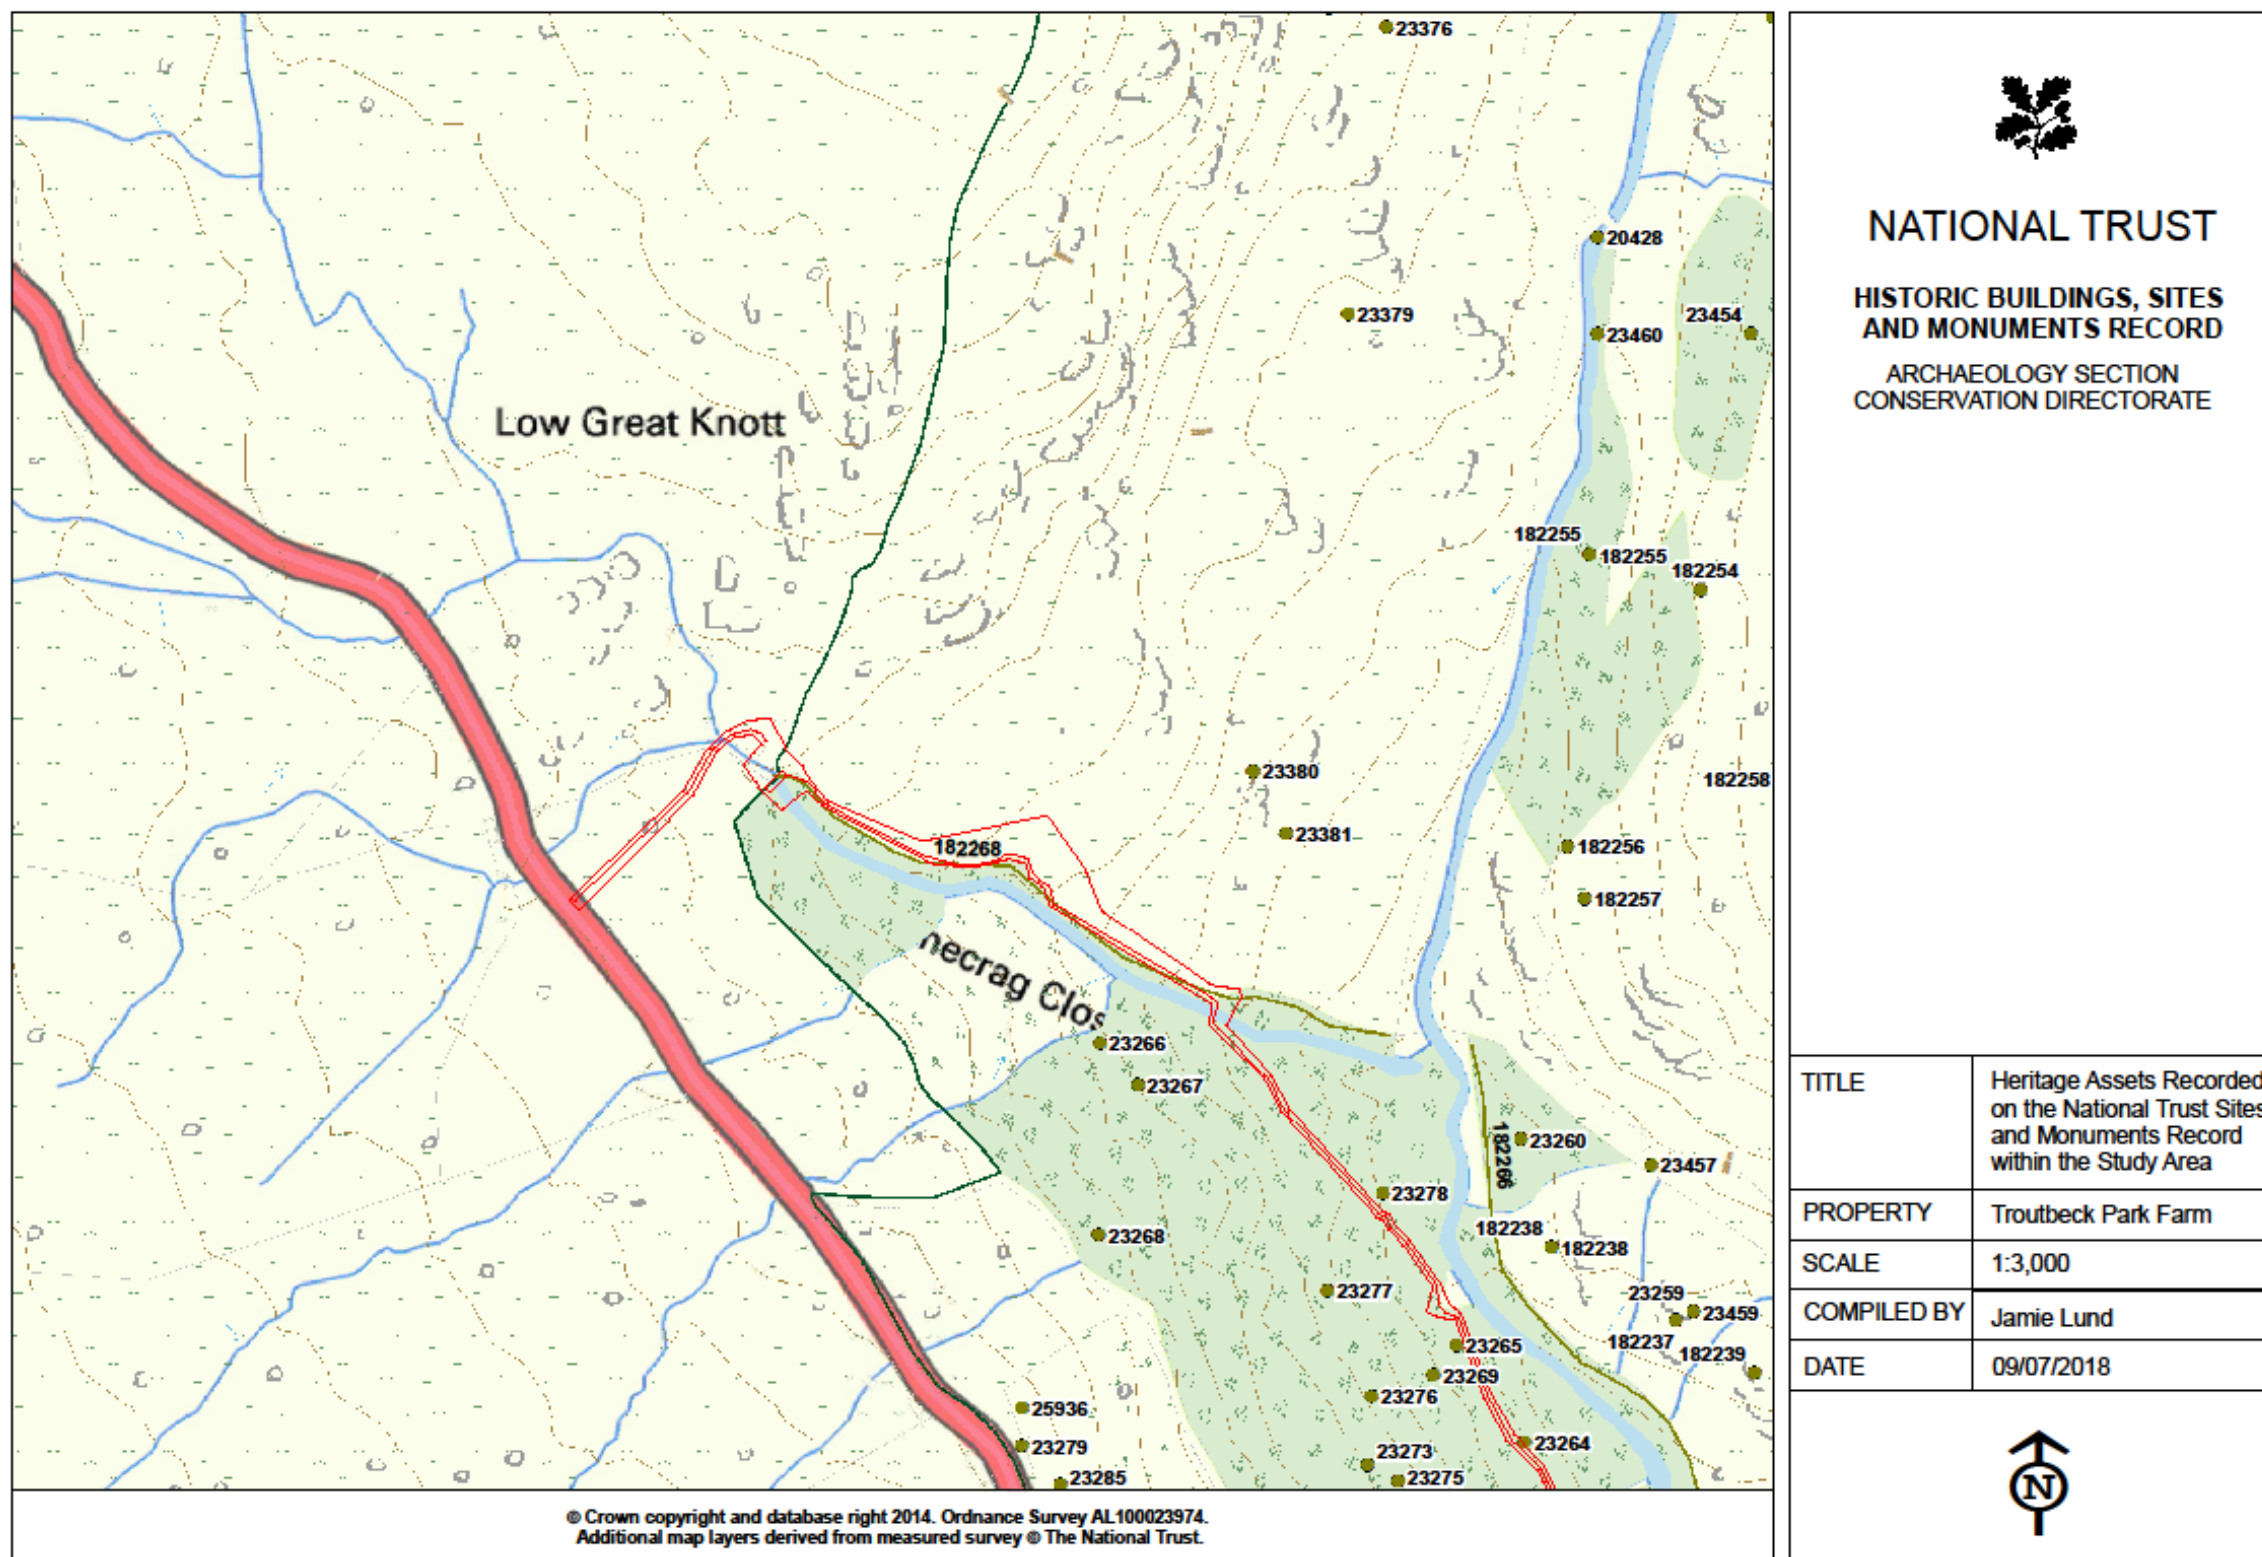 23376
20428
23379
23454
23460
Low Great Knott
182255
182255
182254
23380
182258
23381
182268
182256
182257
necrag Clos
23266
23267
182266
23260
23457
23278
182238
23268
182238
23277
23259
23459
23265
182237
182239
23269
23276
25936
23279
23264
23273
23285
23275
© Crown copyright and database right 2014. Ordnance Survey AL100023974.
Additional map layers derived from measured survey © The National Trust.
NATIONAL TRUST
HISTORIC BUILDINGS, SITES
AND MONUMENTS RECORD
ARCHAEOLOGY SECTION
CONSERVATION DIRECTORATE
TITLE
Heritage Assets Recorded
on the National Trust Sites
and Monuments Record
within the Study Area
PROPERTY
Troutbeck Park Farm
SCALE
1:3,000
COMPILED BY
Jamie Lund
DATE
09/07/2018
N